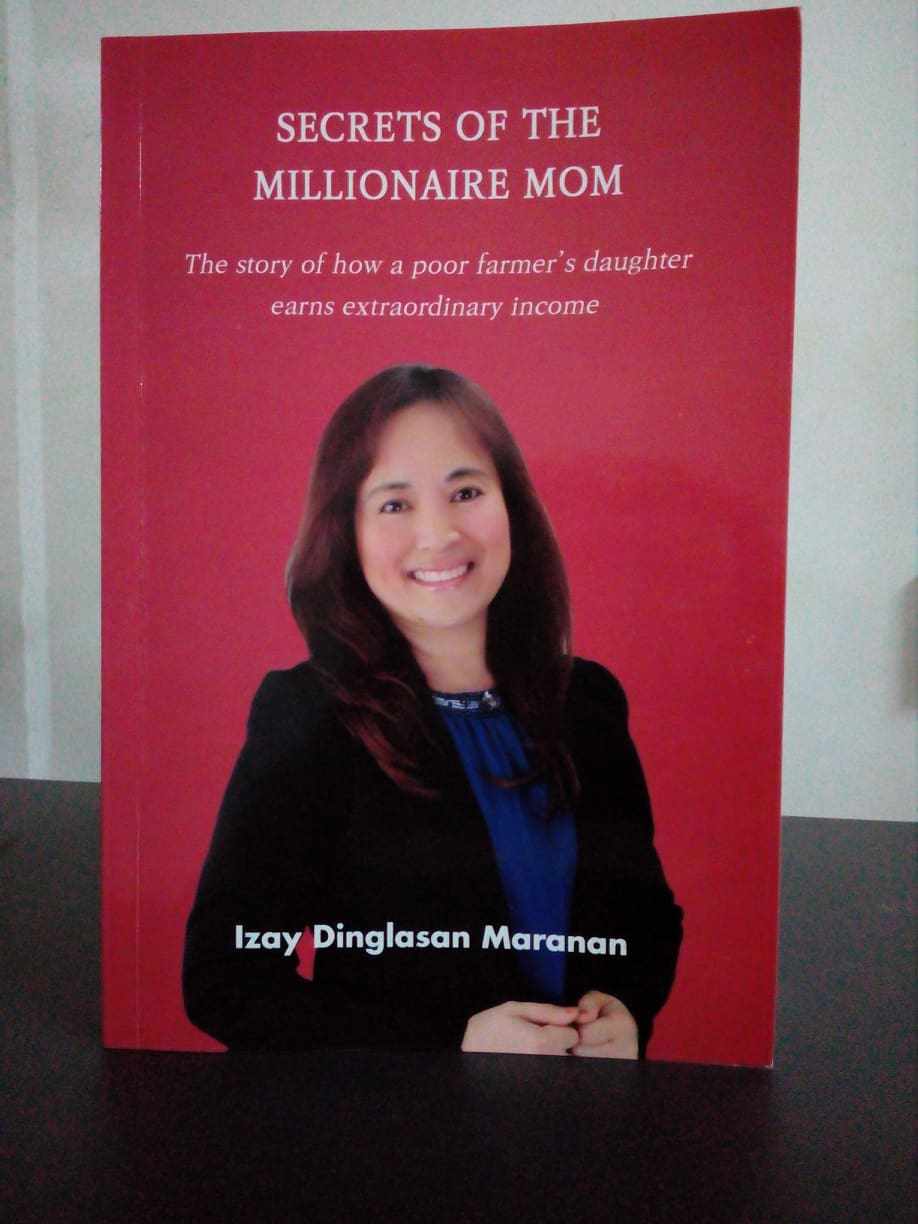 SECRETS OF THE
MILLIONAIRE MOM
The story of how a poor farmer's daughter
earns extraordinary income
Izay Dinglasan Maranan